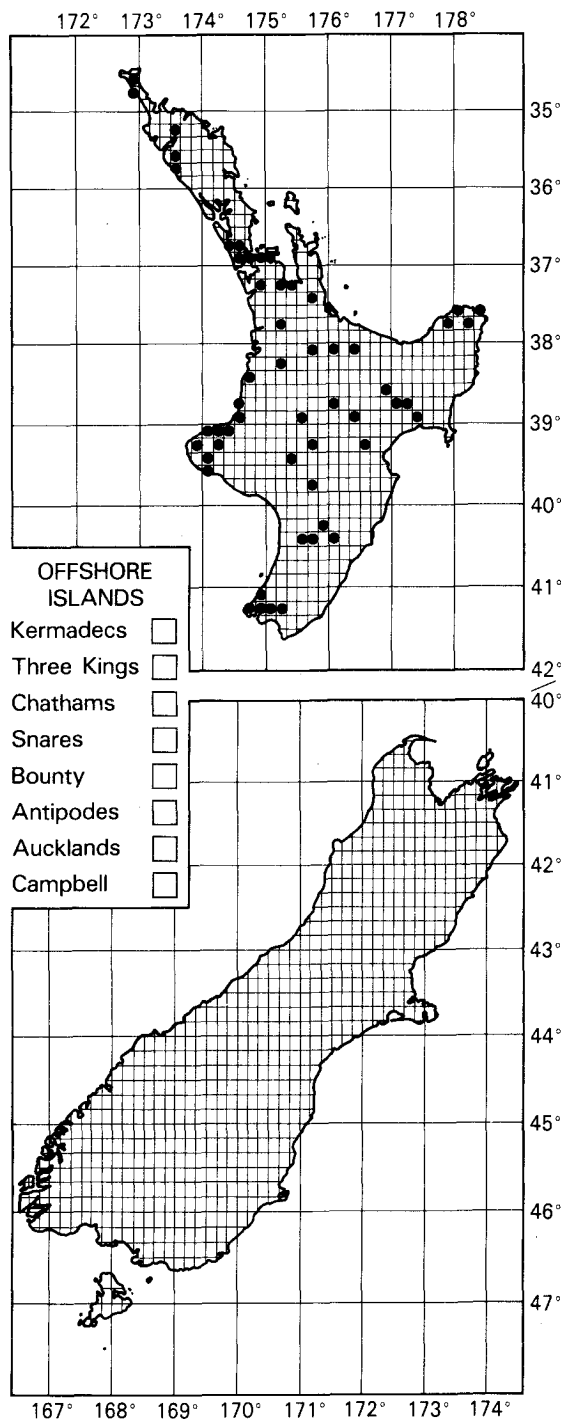 172° 173° 174° 175° 176° 177° 178°
35°
36°
37°
38°
39°
40°
41°
42°
OFFSHORE
ISLANDS
Kermadecs
Three Kings
Chathams
Snares
Bounty
Antipodes
Aucklands
Campbell
40°
41°
42°
43°
44°
45°
46°
47°
167° 168° 169° 170° 171° 172° 173° 174°